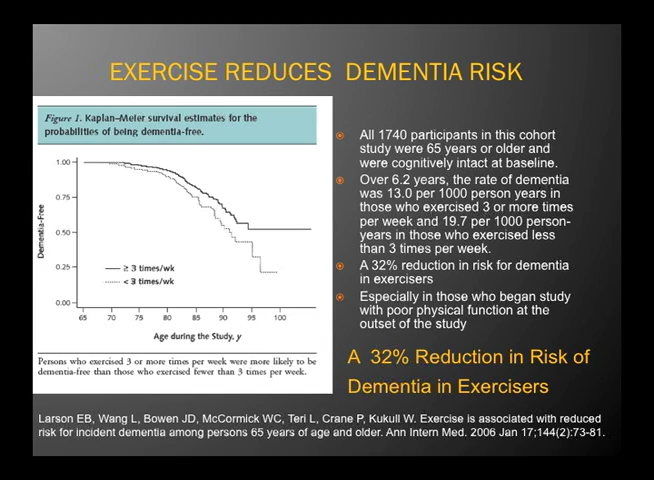 EXERCISE REDUCES DEMENTIA RISK
Figure 1. Kaplan–Meier survival estimates for the
probabilities of being dementia-free.
Dementia-Free
1.00
0.75
0.50
0.25
0.00
≥ 3 times/wk
< 3 times/wk
65 70 75 80 85 90 95 100
Age during the Study, y
Persons who exercised 3 or more times per week were more likely to be
dementia-free than those who exercised fewer than 3 times per week.
All 1740 participants in this cohort
study were 65 years or older and
were cognitively intact at baseline.
Over 6.2 years, the rate of dementia
was 13.0 per 1000 person years in
those who exercised 3 or more times
per week and 19.7 per 1000 person-
years in those who exercised less
than 3 times per week.
A 32% reduction in risk for dementia
in exercisers
Especially in those who began study
with poor physical function at the
outset of the study
A 32% Reduction in Risk of
Dementia in Exercisers
Larson EB, Wang L, Bowen JD, McCormick WC, Teri L, Crane P, Kukull W. Exercise is associated with reduced
risk for incident dementia among persons 65 years of age and older. Ann Intern Med. 2006 Jan 17;144(2):73-81.